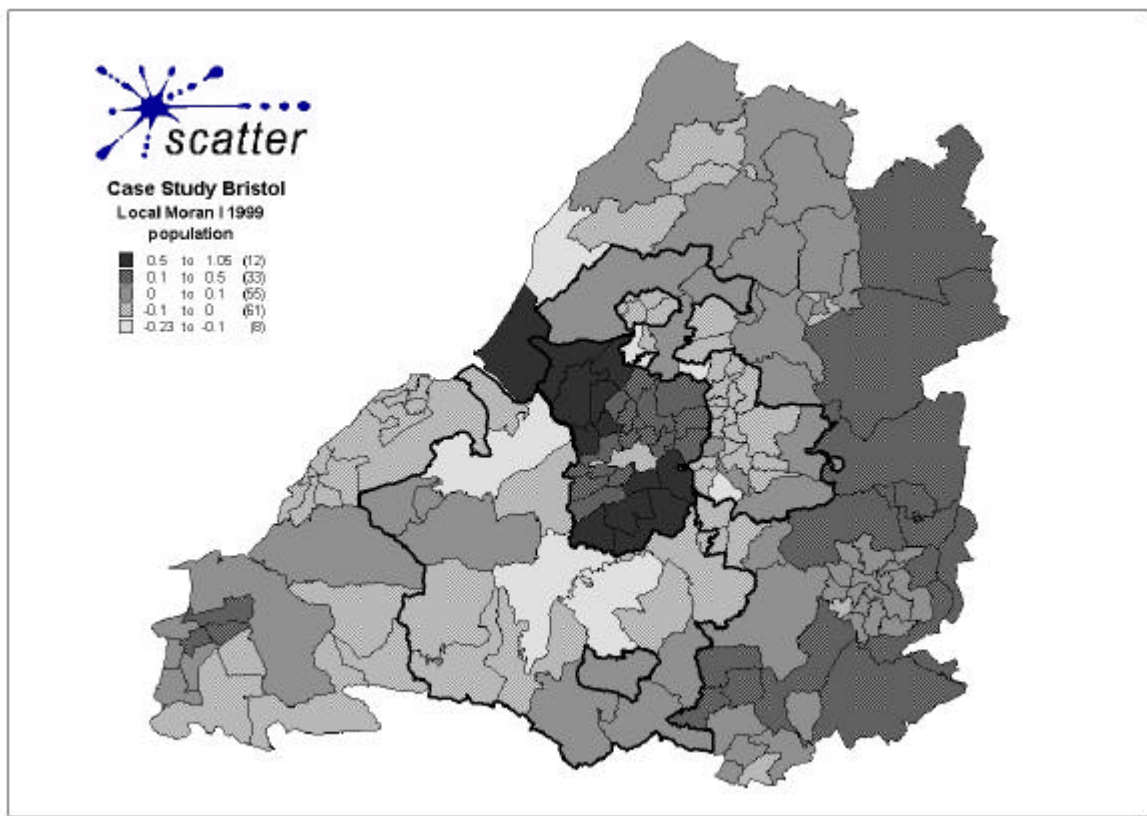 scatter
Case Study Bristol
Local Moran I 1999
population
0.5 to 1.05 (12)
0.1 to 0.5 (33)
0 to 0.1 (55)
-0.1 to 0 (61)
-0.23 to -0.1 (8)